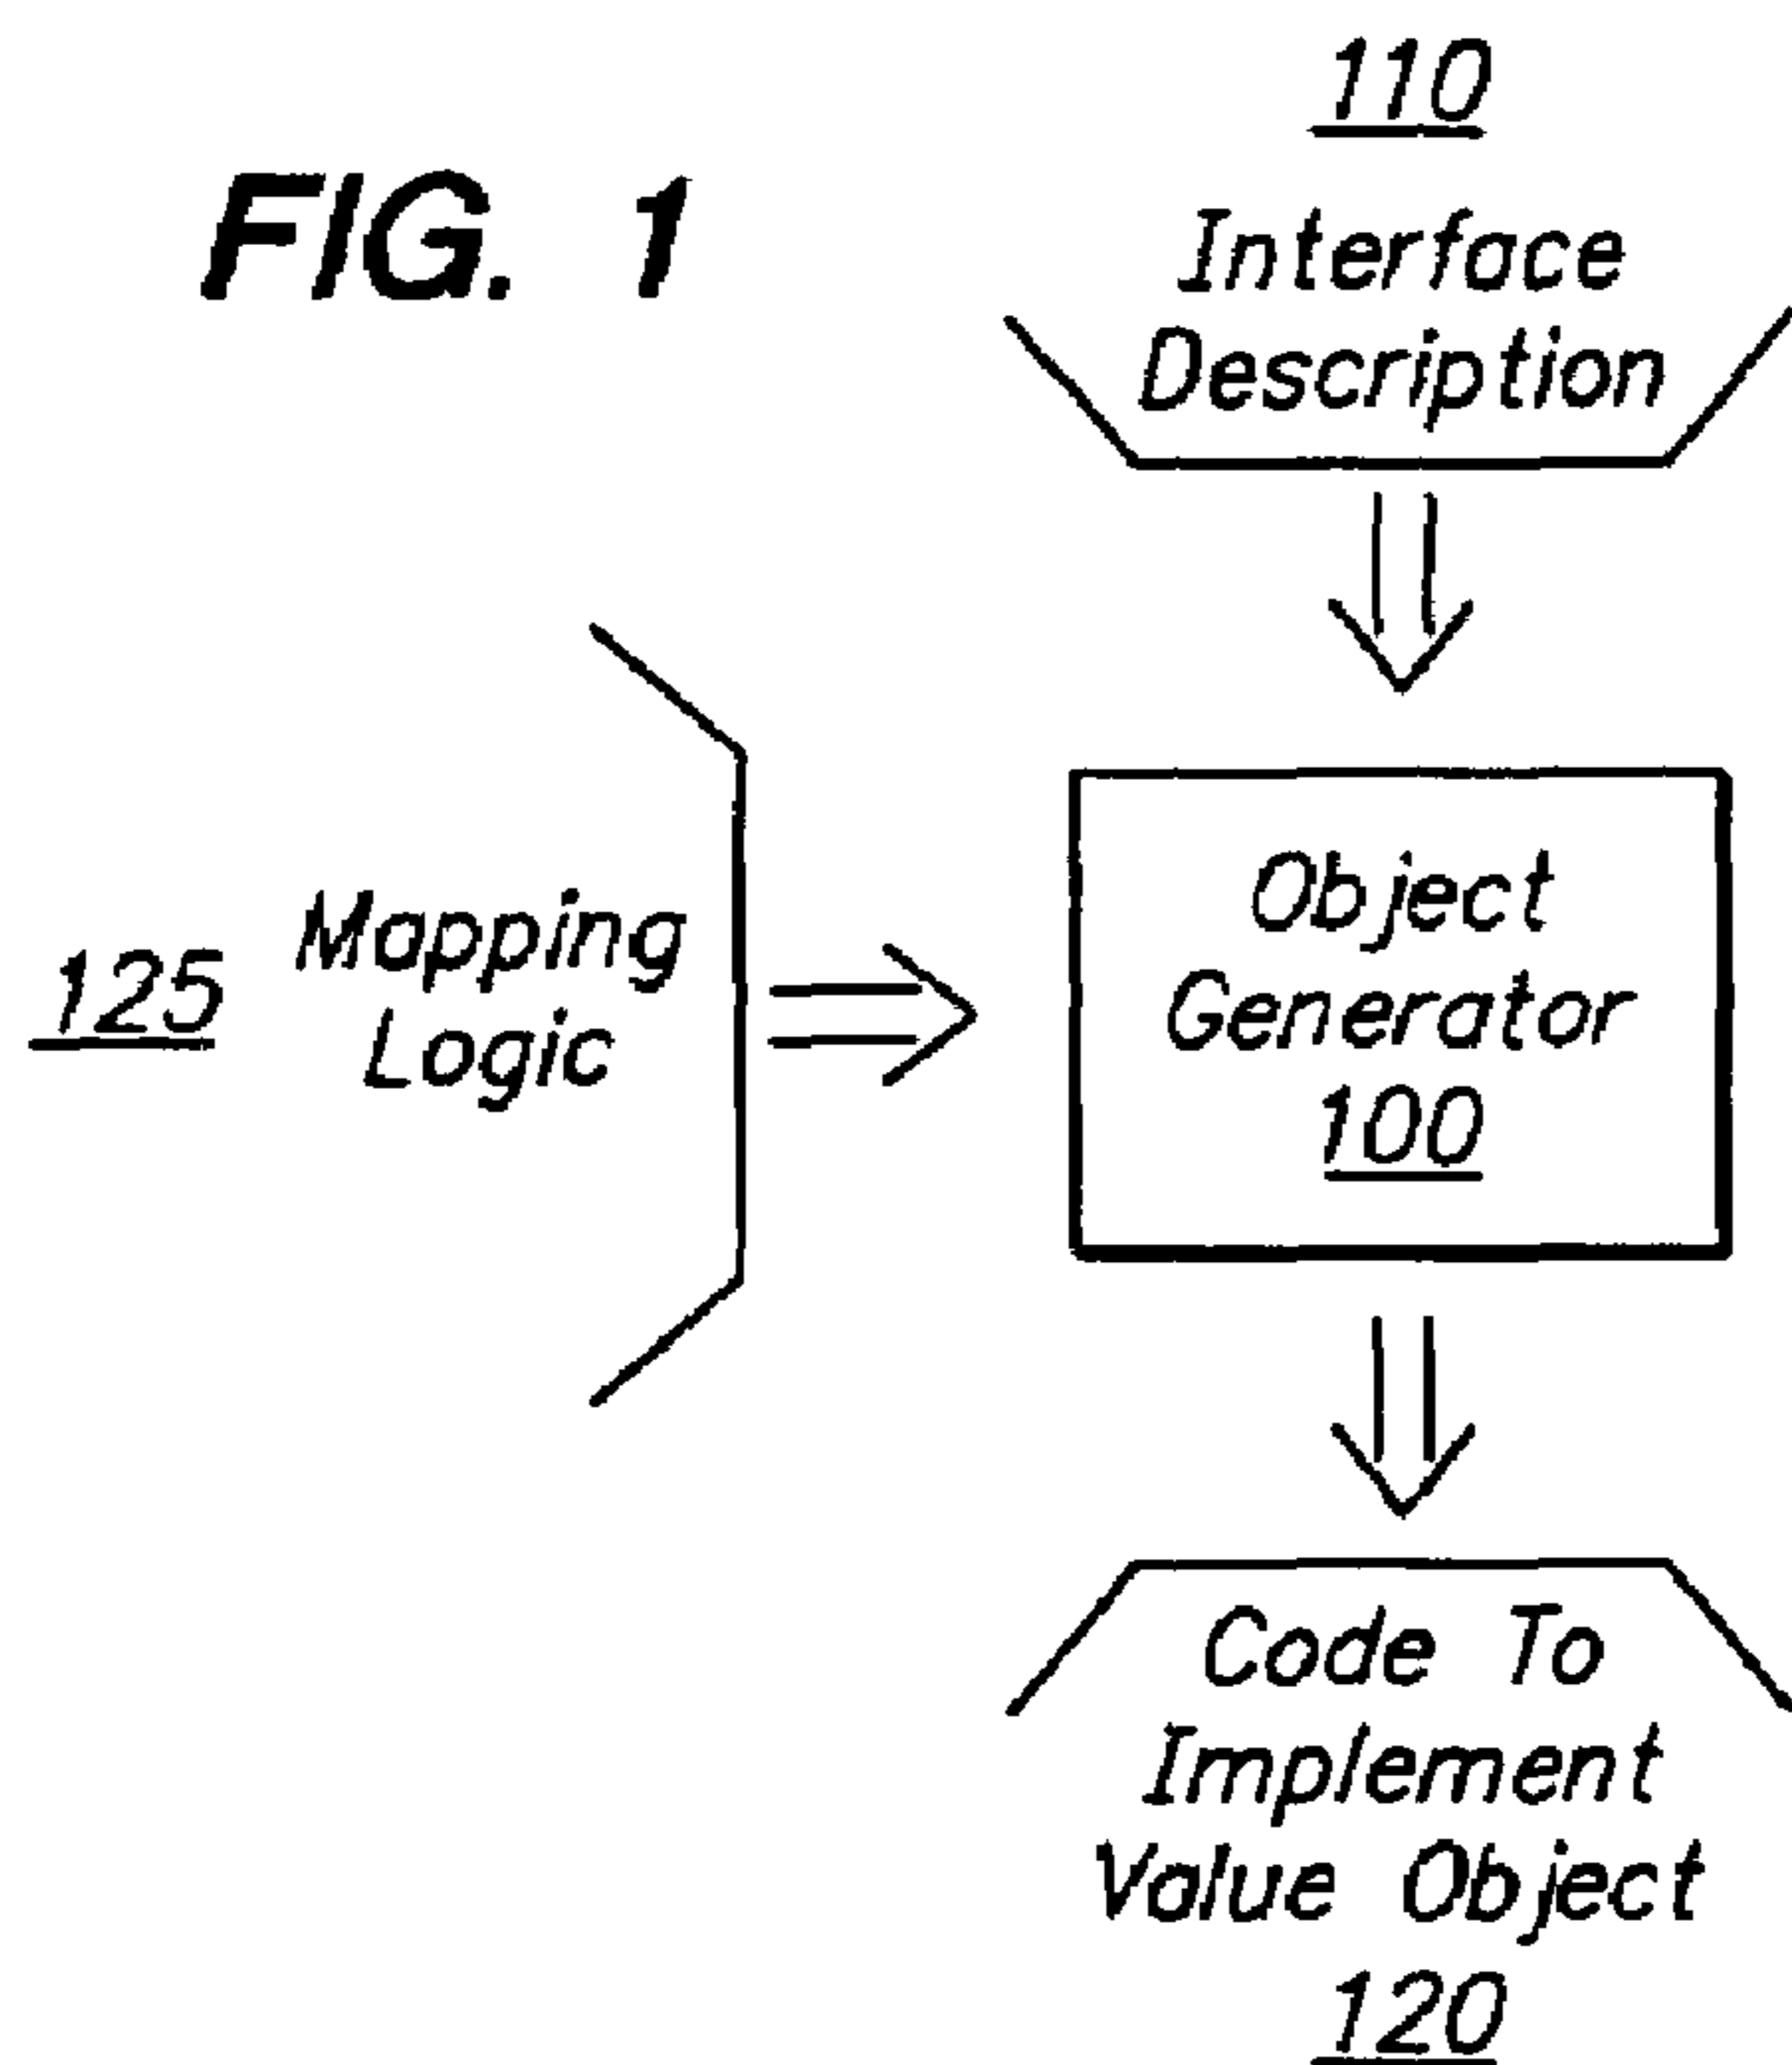 FIG. 1
110
Interface
Description
125
Mapping
Logic
Object
Generator
100
Code To
Implement
Value Object
120